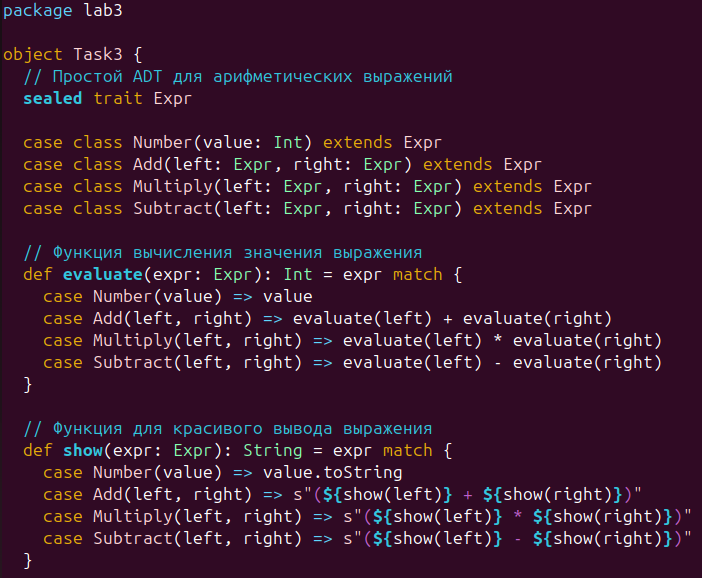 package lab3

object Task3 {
  // Простой ADT для арифметических выражений
  sealed trait Expr

  case class Number(value: Int) extends Expr
  case class Add(left: Expr, right: Expr) extends Expr
  case class Multiply(left: Expr, right: Expr) extends Expr
  case class Subtract(left: Expr, right: Expr) extends Expr

  // Функция вычисления значения выражения
  def evaluate(expr: Expr): Int = expr match {
    case Number(value) => value
    case Add(left, right) => evaluate(left) + evaluate(right)
    case Multiply(left, right) => evaluate(left) * evaluate(right)
    case Subtract(left, right) => evaluate(left) - evaluate(right)
  }

  // Функция для красивого вывода выражения
  def show(expr: Expr): String = expr match {
    case Number(value) => value.toString
    case Add(left, right) => s"(${show(left)} + ${show(right)})"
    case Multiply(left, right) => s"(${show(left)} * ${show(right)})"
    case Subtract(left, right) => s"(${show(left)} - ${show(right)})"
  }